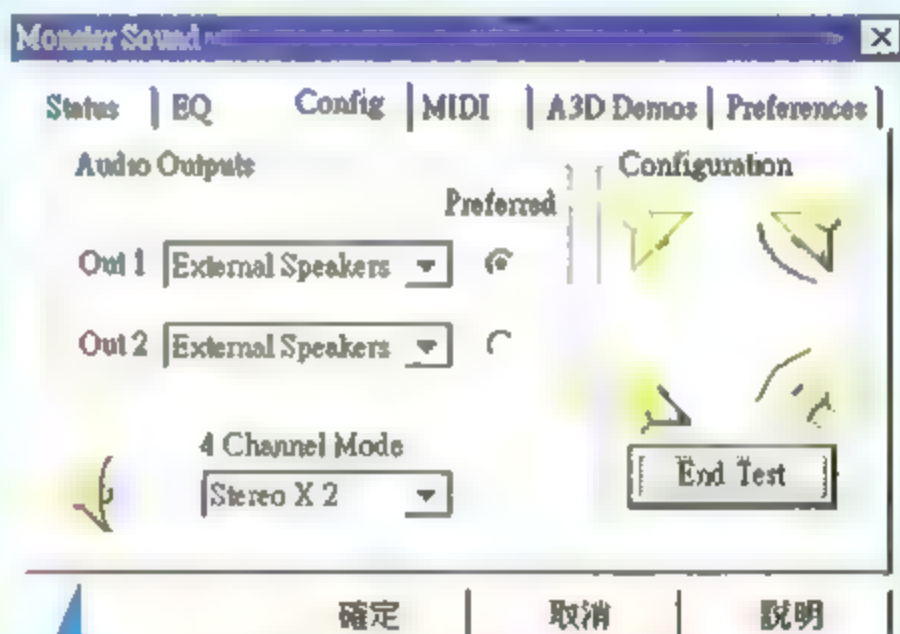 Monster Sound
Status EQ Config MIDI A3D Demos Preferences
Audio Outputs
Configuration
Preferred
Out 1 External Speakers
Out 2 External Speakers
4 Channel Mode
Stereo X 2
End Test
確定 取消 說明